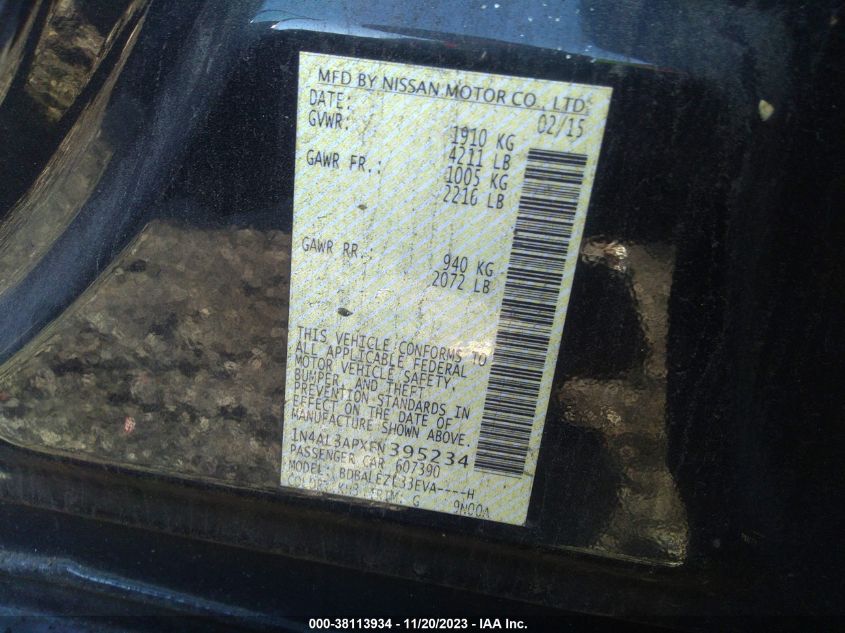 MFD BY NISSAN MOTOR CO., LTD.
DATE: 02/15
GVWR: 1910 KG
4211 LB
GAWR FR.: 1005 KG
2216 LB
GAWR RR.: 940 KG
2072 LB
THIS VEHICLE CONFORMS TO
ALL APPLICABLE FEDERAL
MOTOR VEHICLE SAFETY,
BUMPER, AND THEFT
PREVENTION STANDARDS IN
EFFECT ON THE DATE OF
MANUFACTURE SHOWN ABOVE.
1N4AL3APXFN395234
PASSENGER CAR 607390
MODEL: BDBALEZL33EVA----H
COLOR: KH3 TRIM: G 9N00A
000-38113934 - 11/20/2023 - IAA Inc.